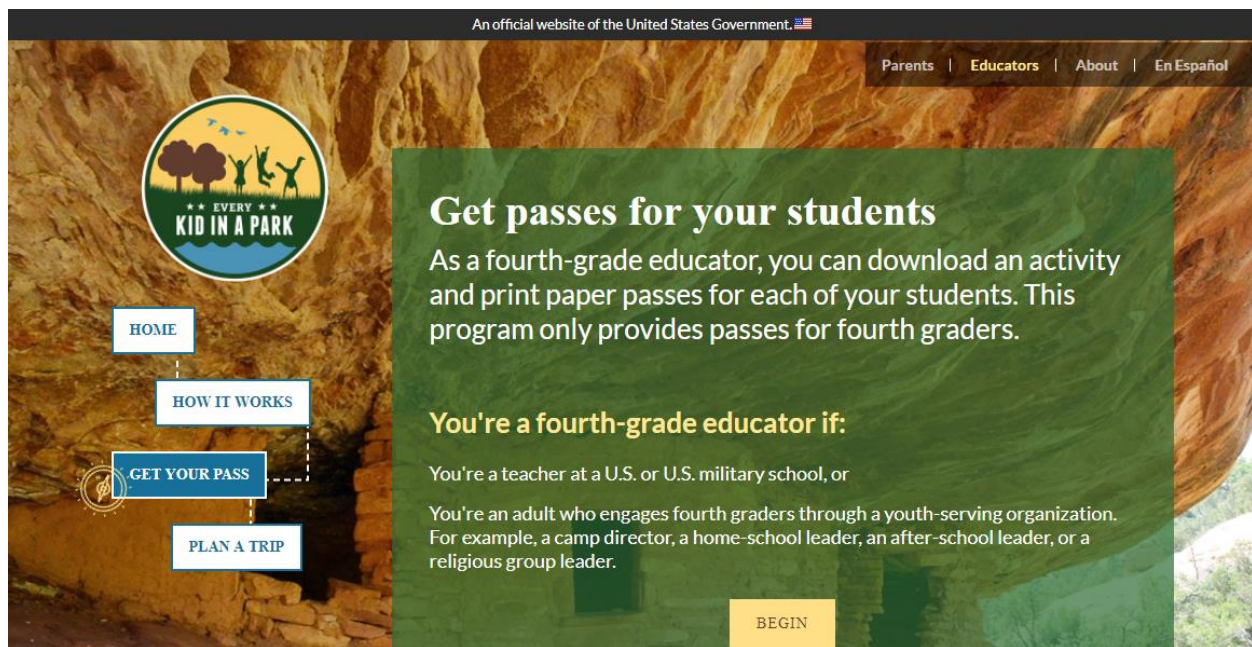 An official website of the United States Government.
Parents | Educators | About | En Español
★★ EVERY ★★
KID IN A PARK
HOME
HOW IT WORKS
GET YOUR PASS
PLAN A TRIP
Get passes for your students
As a fourth-grade educator, you can download an activity
and print paper passes for each of your students. This
program only provides passes for fourth graders.
You're a fourth-grade educator if:
You're a teacher at a U.S. or U.S. military school, or
You're an adult who engages fourth graders through a youth-serving organization.
For example, a camp director, a home-school leader, an after-school leader, or a
religious group leader.
BEGIN